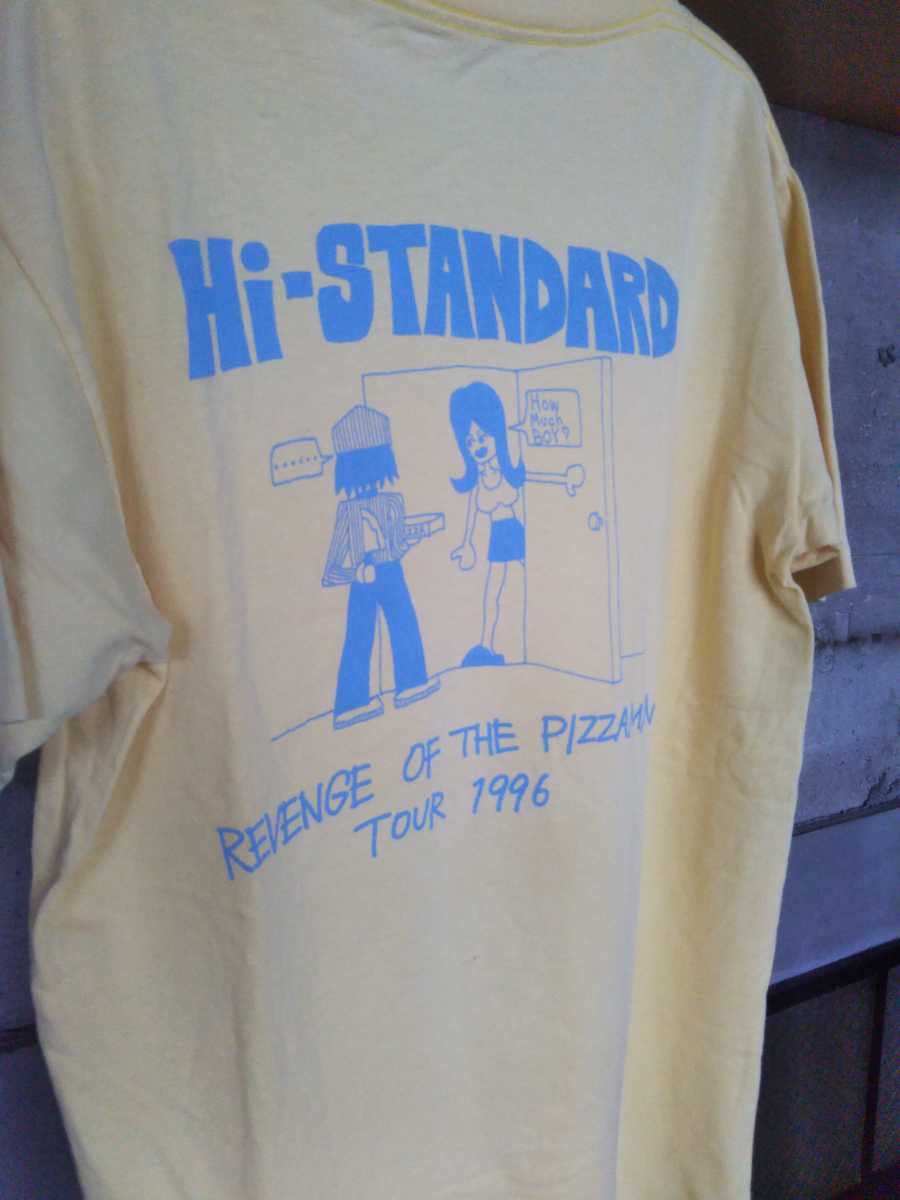 Hi-STANDARD
......
How
Much
BOY?
REVENGE OF THE PIZZAMAN
TOUR 1996